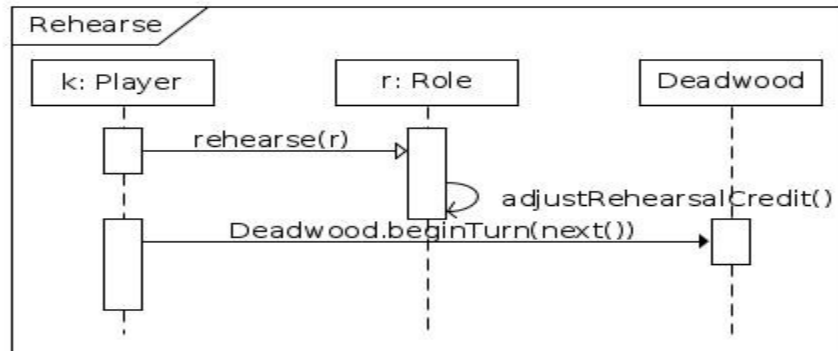 Rehearse
k: Player
r: Role
Deadwood
rehearse(r)
adjustRehearsalCredit()
Deadwood.beginTurn(next())